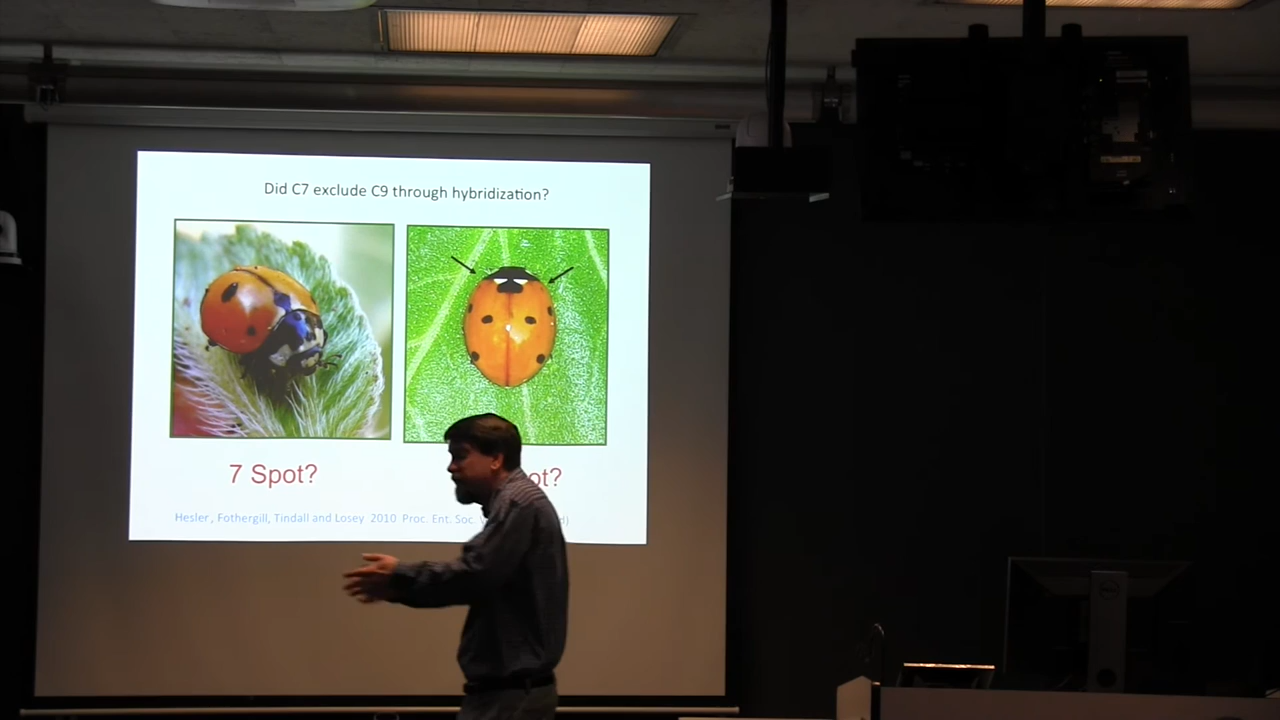 Did C7 exclude C9 through hybridization?
7 Spot?
ot?
Hesler, Fothergill, Tindall and Losey 2010 Proc. Ent. Soc.